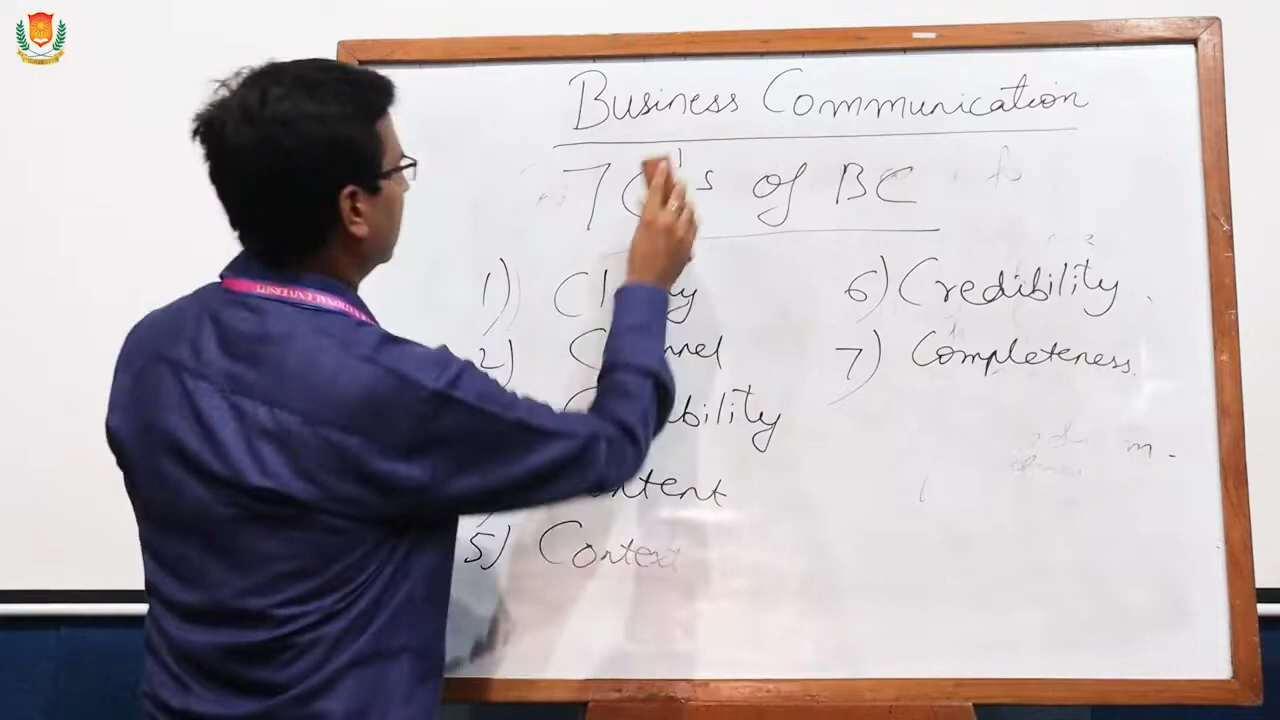 Business Communication
7 C's of BC
1) Clarity
2) Channel
bility
ntent
5) Context
6) Credibility
7) Completeness.